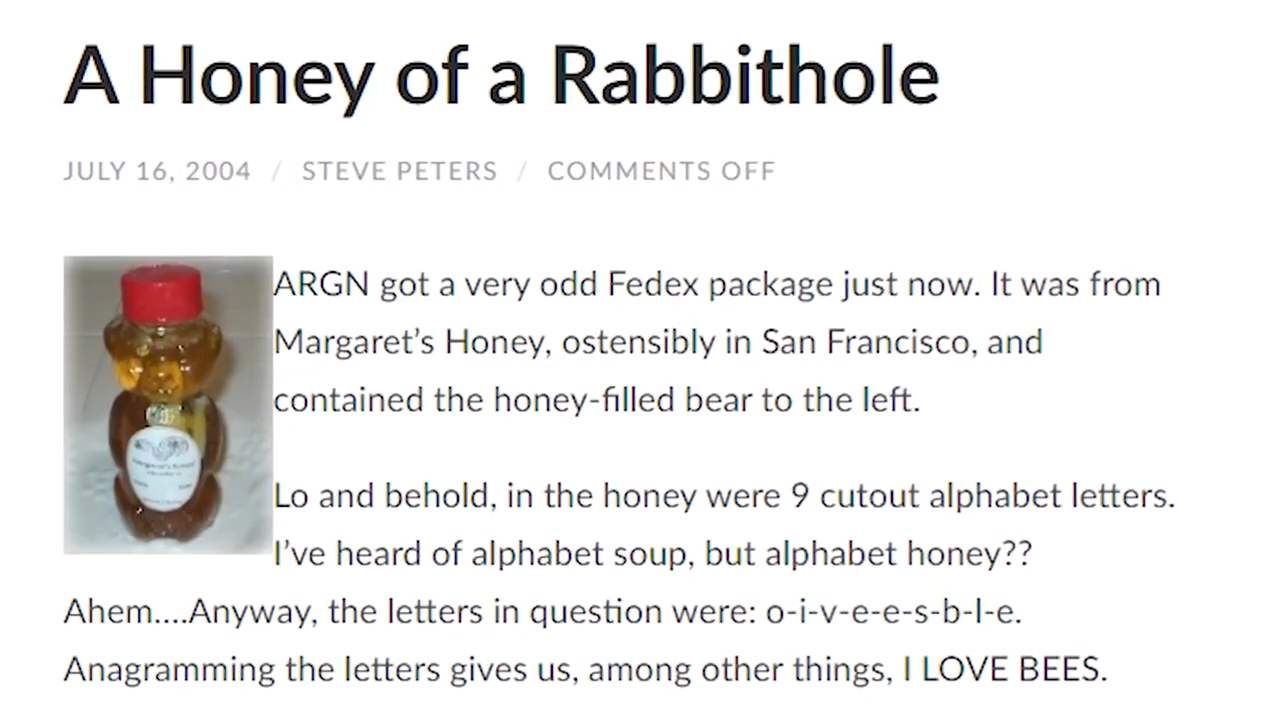 A Honey of a Rabbithole
JULY 16, 2004 / STEVE PETERS / COMMENTS OFF
ARGN got a very odd Fedex package just now. It was from
Margaret’s Honey, ostensibly in San Francisco, and
contained the honey-filled bear to the left.
Lo and behold, in the honey were 9 cutout alphabet letters.
I’ve heard of alphabet soup, but alphabet honey??
Ahem….Anyway, the letters in question were: o-i-v-e-e-s-b-l-e.
Anagramming the letters gives us, among other things, I LOVE BEES.